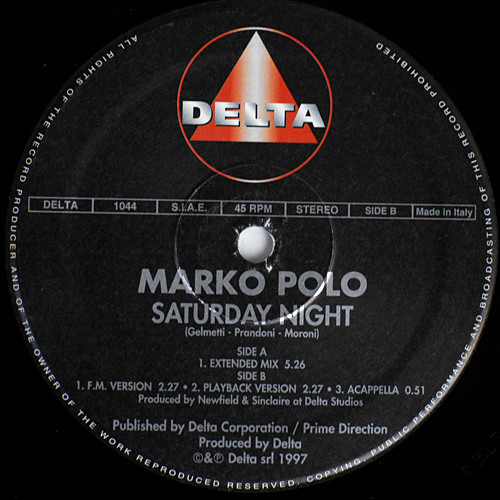 ALL RIGHTS OF THE RECORD PRODUCER AND OF THE OWNER OF THE WORK REPRODUCED RESERVED. COPYING, PUBLIC PERFORMANCE AND BROADCASTING OF THIS RECORD PROHIBITED
DELTA
DELTA 1044 S.I.A.E. 45 RPM STEREO SIDE B Made in Italy
MARKO POLO
SATURDAY NIGHT
(Gelmetti - Prandoni - Moroni)
SIDE A
1. EXTENDED MIX 5.26
SIDE B
1. F.M. VERSION 2.27 • 2. PLAYBACK VERSION 2.27 • 3. ACAPPELLA 0.51
Produced by Newfield & Sinclaire at Delta Studios
Published by Delta Corporation / Prime Direction
Produced by Delta
©&℗ Delta srl 1997